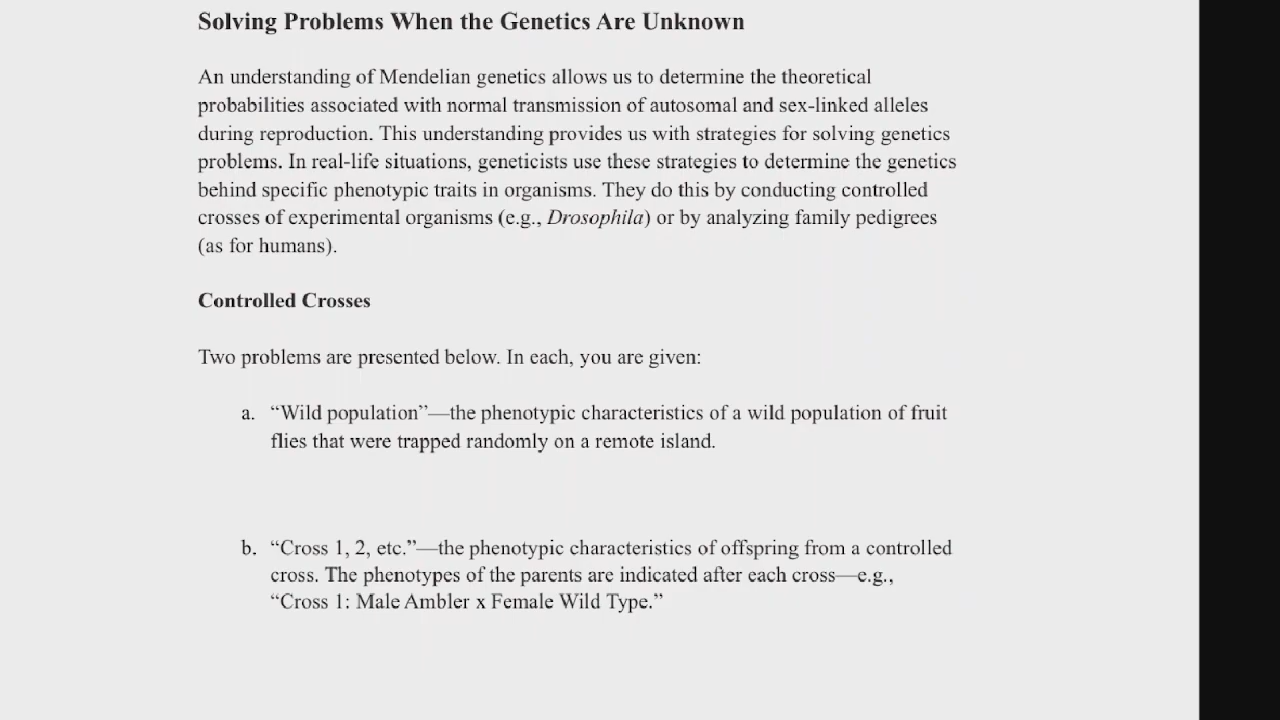 Solving Problems When the Genetics Are Unknown
An understanding of Mendelian genetics allows us to determine the theoretical
probabilities associated with normal transmission of autosomal and sex-linked alleles
during reproduction. This understanding provides us with strategies for solving genetics
problems. In real-life situations, geneticists use these strategies to determine the genetics
behind specific phenotypic traits in organisms. They do this by conducting controlled
crosses of experimental organisms (e.g., Drosophila) or by analyzing family pedigrees
(as for humans).
Controlled Crosses
Two problems are presented below. In each, you are given:
a. “Wild population”—the phenotypic characteristics of a wild population of fruit
flies that were trapped randomly on a remote island.
b. “Cross 1, 2, etc.”—the phenotypic characteristics of offspring from a controlled
cross. The phenotypes of the parents are indicated after each cross—e.g.,
“Cross 1: Male Ambler x Female Wild Type.”